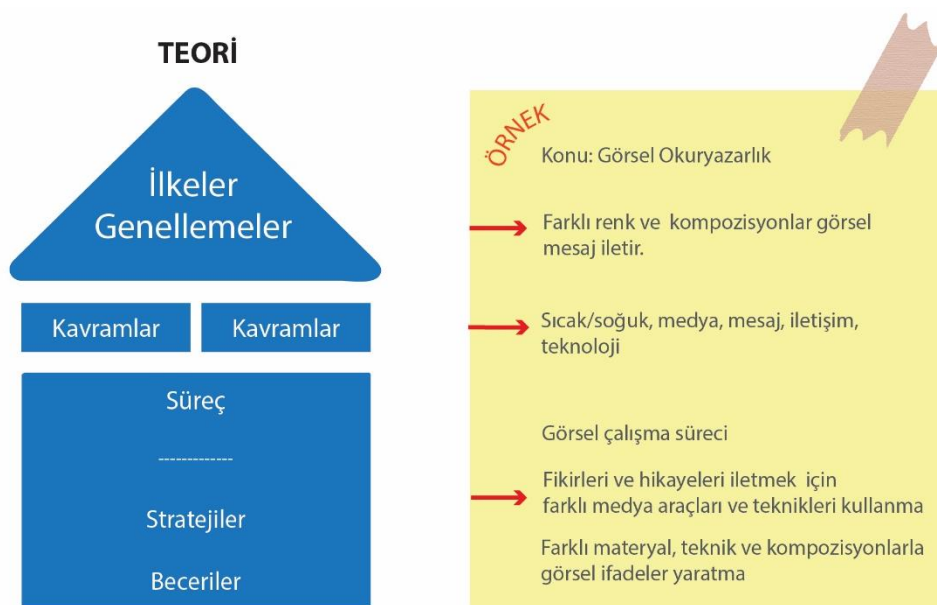 TEORİ
İlkeler
Genellemeler
Kavramlar
Kavramlar
Süreç
-------------
Stratejiler
Beceriler
ÖRNEK
Konu: Görsel Okuryazarlık
Farklı renk ve kompozisyonlar görsel
mesaj iletir.
Sıcak/soğuk, medya, mesaj, iletişim,
teknoloji
Görsel çalışma süreci
Fikirleri ve hikayeleri iletmek için
farklı medya araçları ve teknikleri kullanma
Farklı materyal, teknik ve kompozisyonlarla
görsel ifadeler yaratma